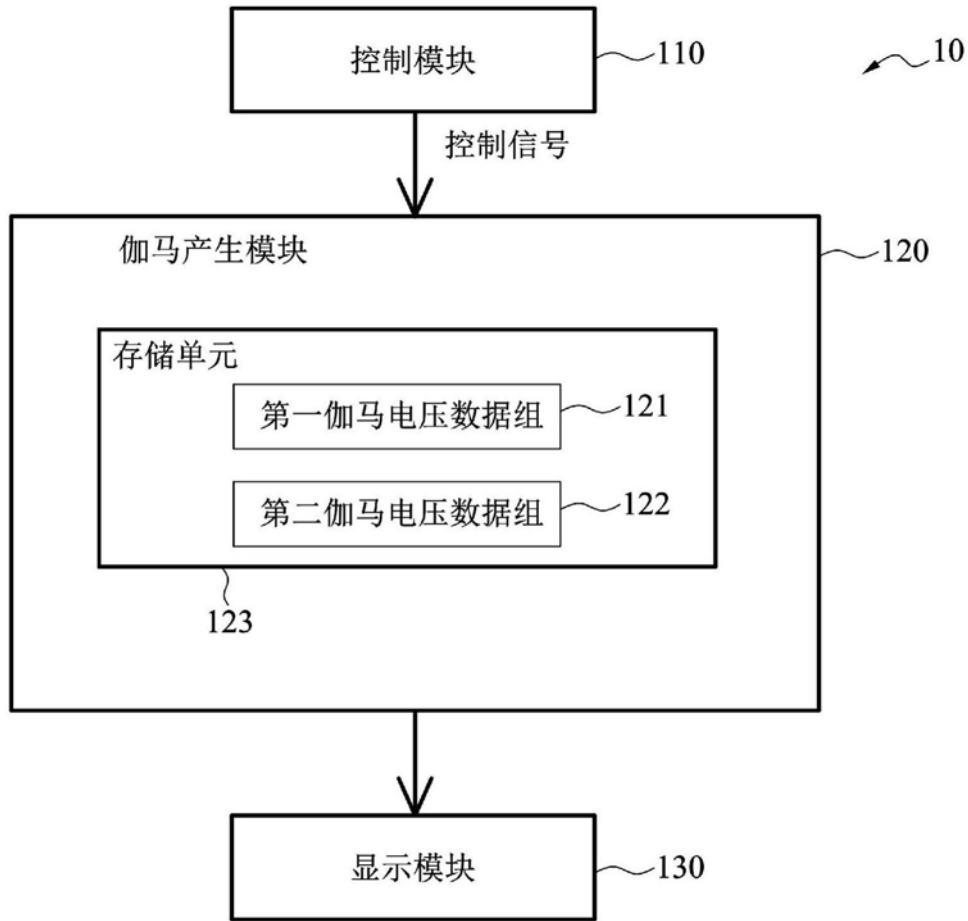 控制模块
110
10
控制信号
伽马产生模块
120
存储单元
第一伽马电压数据组
121
第二伽马电压数据组
122
123
显示模块
130